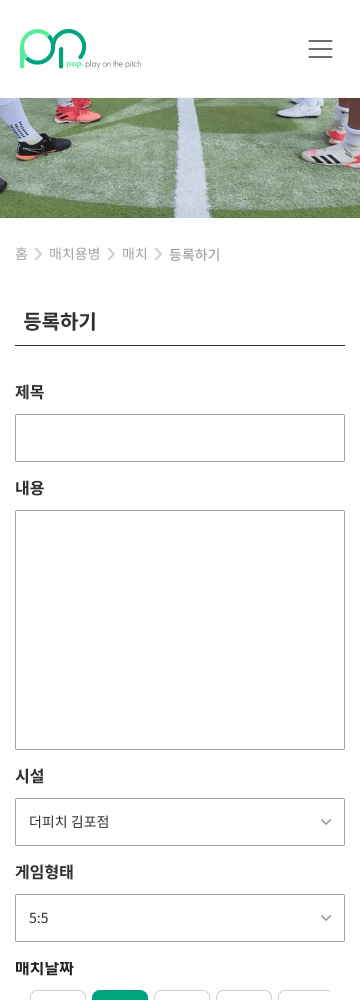 pop. play on the pitch
홈 > 매치용병 > 매치 > 등록하기
등록하기
제목
내용
시설
더피치 김포점
게임형태
5:5
매치날짜